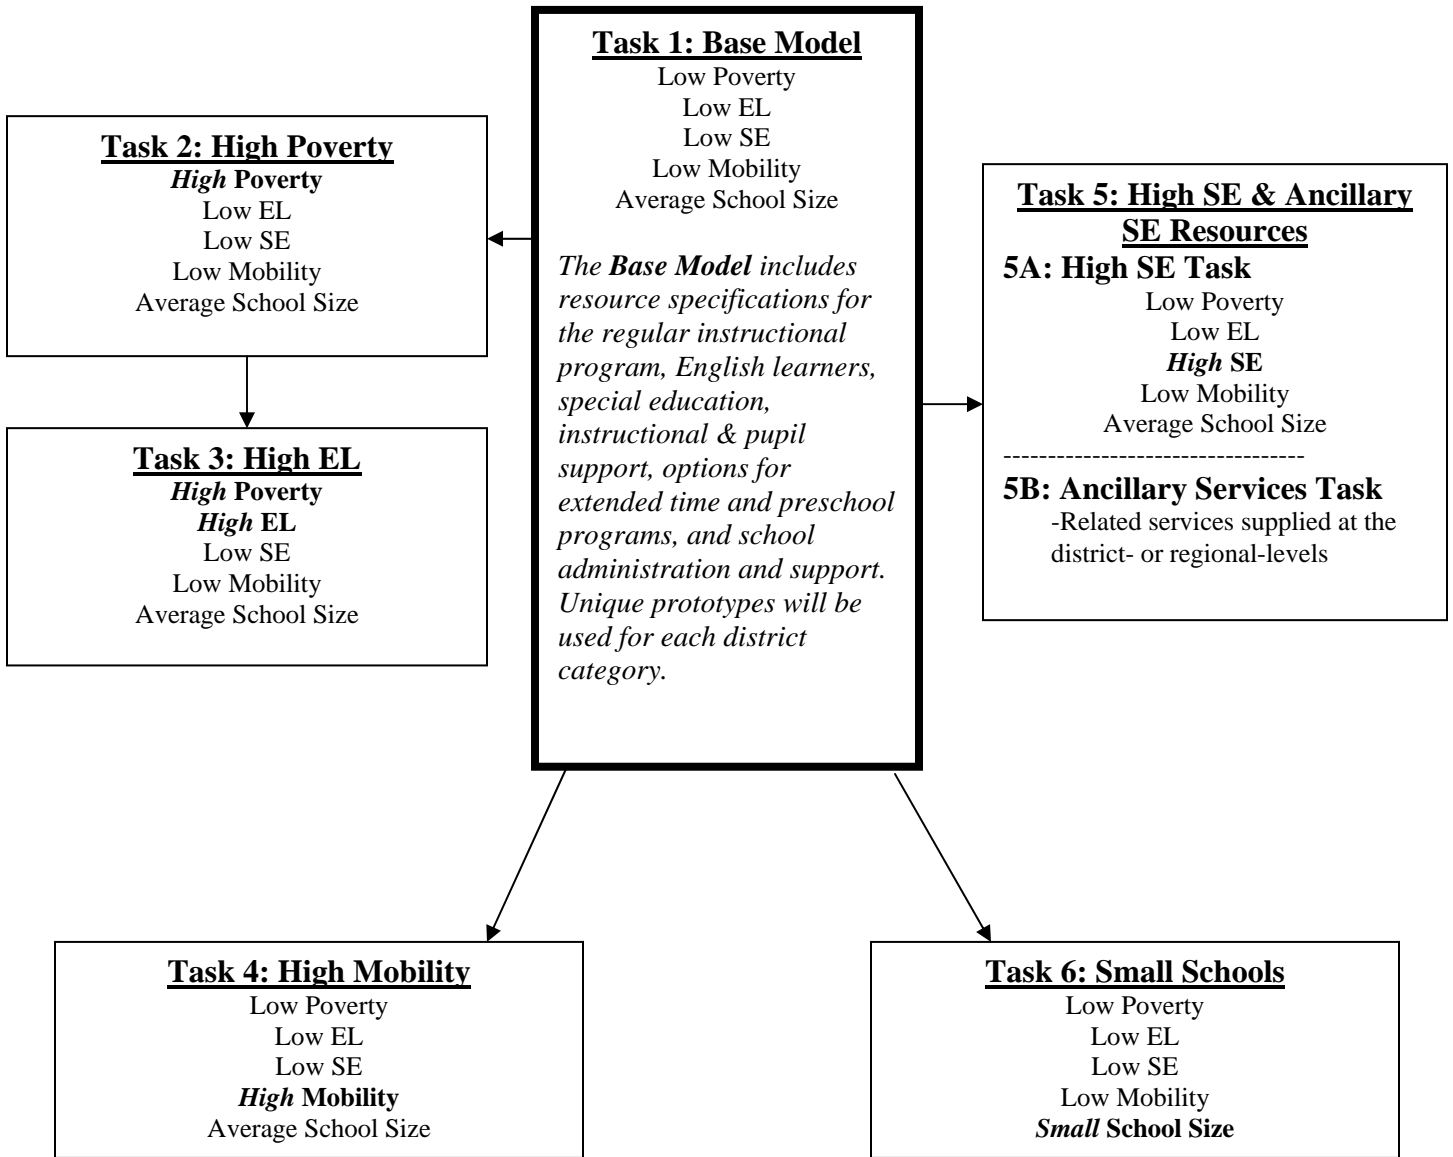 Task 1: Base Model
Low Poverty
Low EL
Low SE
Low Mobility
Average School Size
The Base Model includes
resource specifications for
the regular instructional
program, English learners,
special education,
instructional & pupil
support, options for
extended time and preschool
programs, and school
administration and support.
Unique prototypes will be
used for each district
category.
Task 2: High Poverty
High Poverty
Low EL
Low SE
Low Mobility
Average School Size
Task 3: High EL
High Poverty
High EL
Low SE
Low Mobility
Average School Size
Task 5: High SE & Ancillary
SE Resources
5A: High SE Task
Low Poverty
Low EL
High SE
Low Mobility
Average School Size
----------------------------------
5B: Ancillary Services Task
-Related services supplied at the
district- or regional-levels
Task 4: High Mobility
Low Poverty
Low EL
Low SE
High Mobility
Average School Size
Task 6: Small Schools
Low Poverty
Low EL
Low SE
Low Mobility
Small School Size